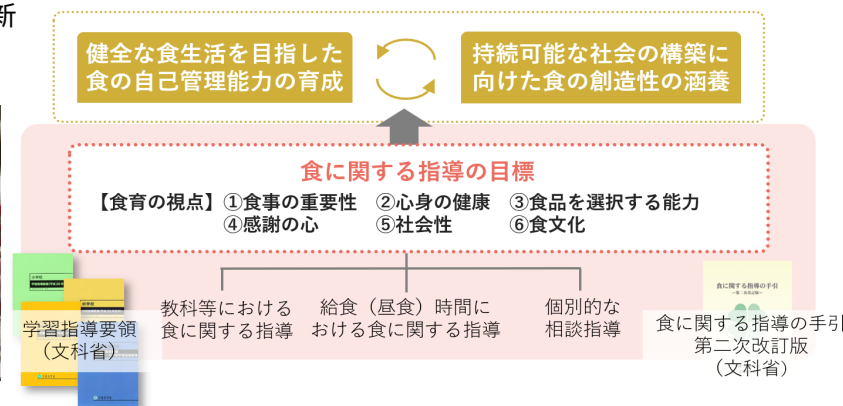 新
健全な食生活を目指した
食の自己管理能力の育成
持続可能な社会の構築に
向けた食の創造性の涵養
食に関する指導の目標
【食育の視点】①食事の重要性 ②心身の健康 ③食品を選択する能力
④感謝の心 ⑤社会性 ⑥食文化
教科等における
食に関する指導
給食（昼食）時間に
おける食に関する指導
個別的な
相談指導
学習指導要領
（文科省）
食に関する指導の手引
食に関する指導の手引
第二次改訂版
（文科省）